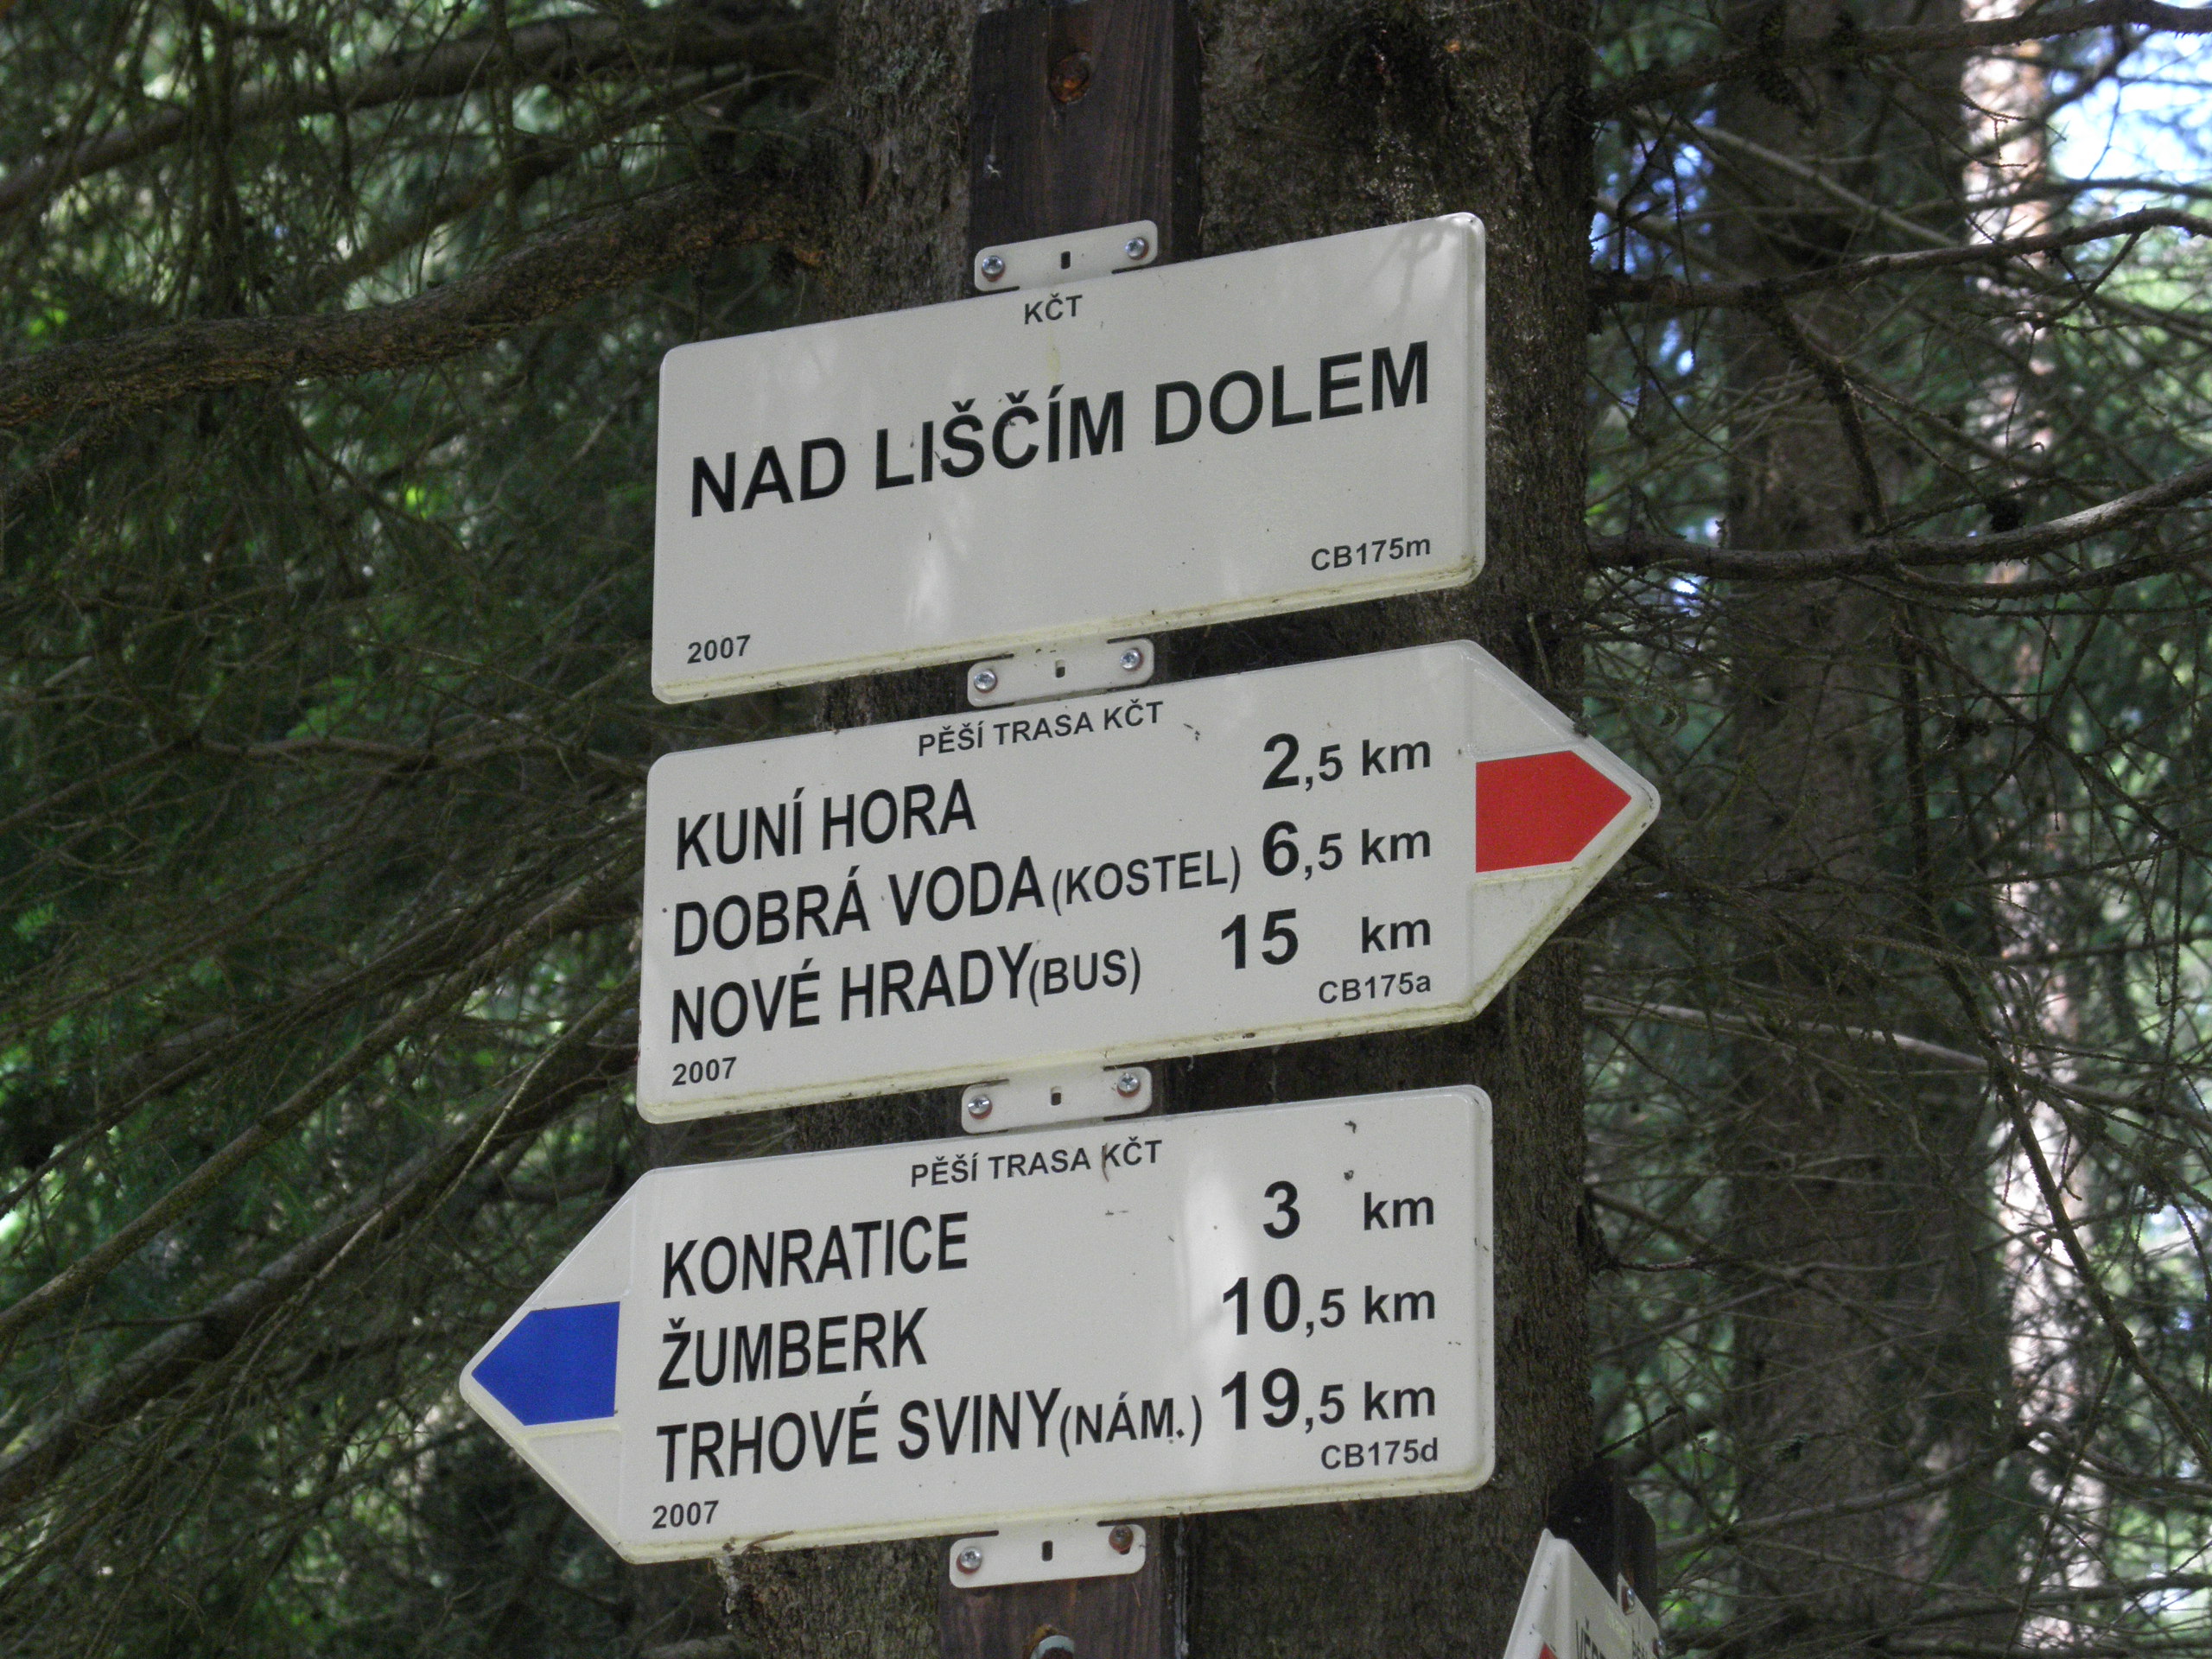 KČT
NAD LIŠČÍM DOLEM
CB175m
2007
PĚŠÍ TRASA KČT
KUNÍ HORA 2,5 km
DOBRÁ VODA (KOSTEL) 6,5 km
NOVÉ HRADY (BUS) 15 km
CB175a
2007
PĚŠÍ TRASA KČT
KONRATICE 3 km
ŽUMBERK 10,5 km
TRHOVÉ SVINY (NÁM.) 19,5 km
CB175d
2007